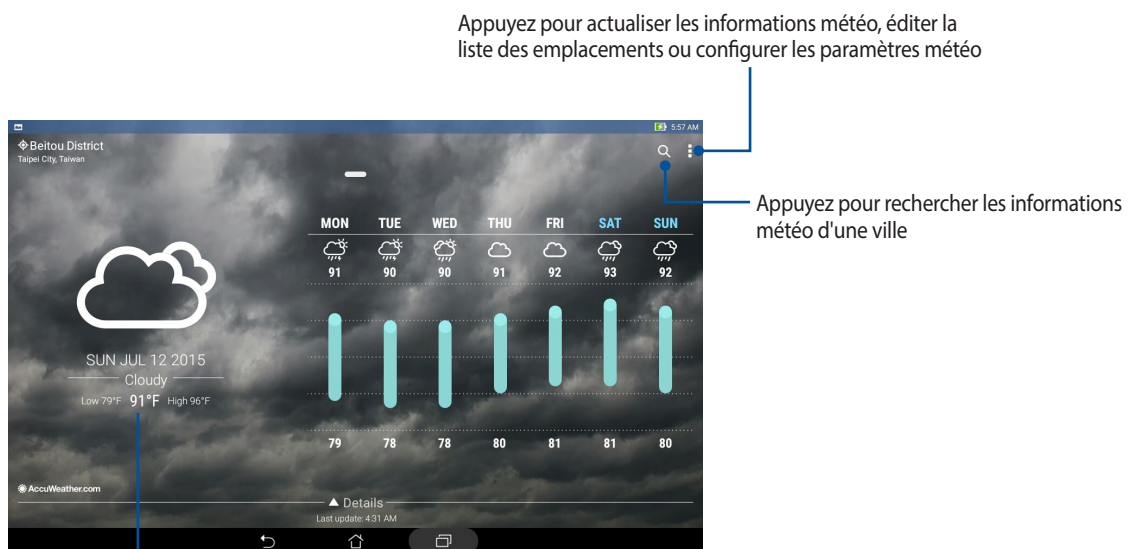 Appuyez pour actualiser les informations météo, éditer la
liste des emplacements ou configurer les paramètres météo
5:57 AM
Beitou District
Taipei City, Taiwan
Appuyez pour rechercher les informations
météo d'une ville
MON TUE WED THU FRI SAT SUN
91 90 90 91 92 93 92
SUN JUL 12 2015
Cloudy
Low 79°F 91°F High 96°F
79 78 78 80 81 81 80
AccuWeather.com
Details
Last update: 4:31 AM